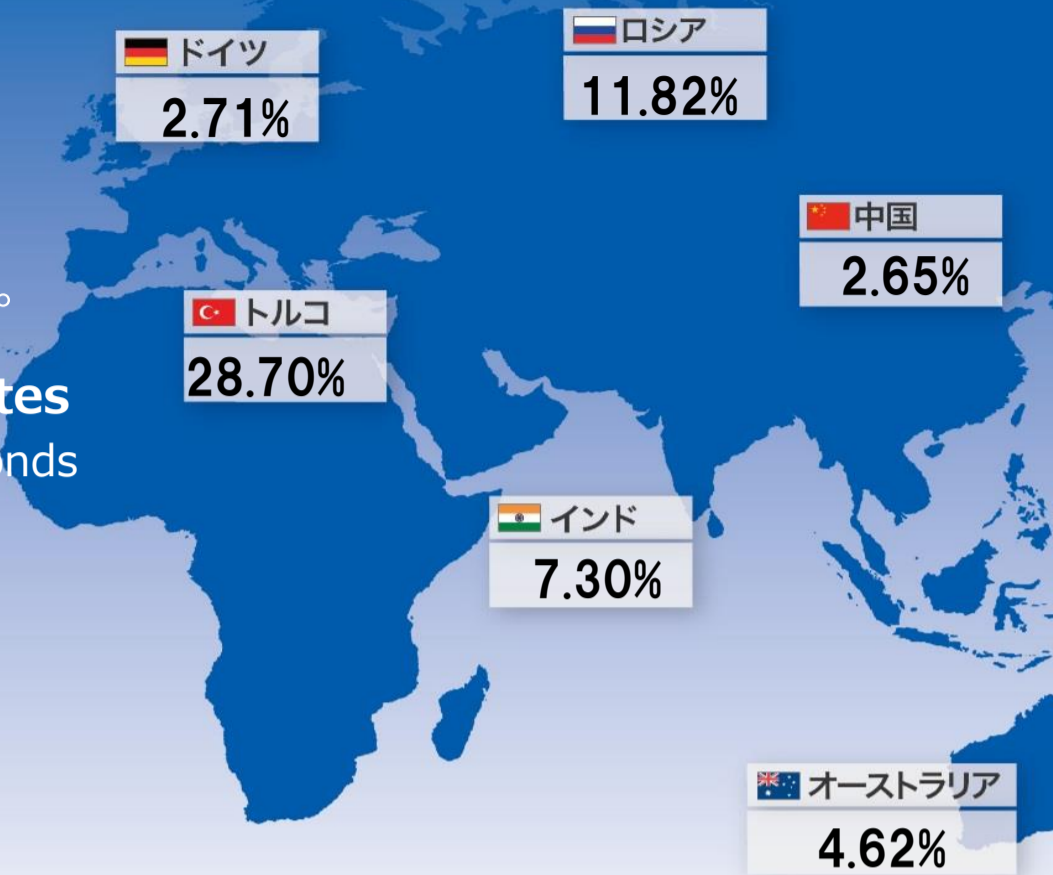 ドイツ
2.71%
ロシア
11.82%
中国
2.65%
。
トルコ
28.70%
tes
onds
インド
7.30%
オーストラリア
4.62%